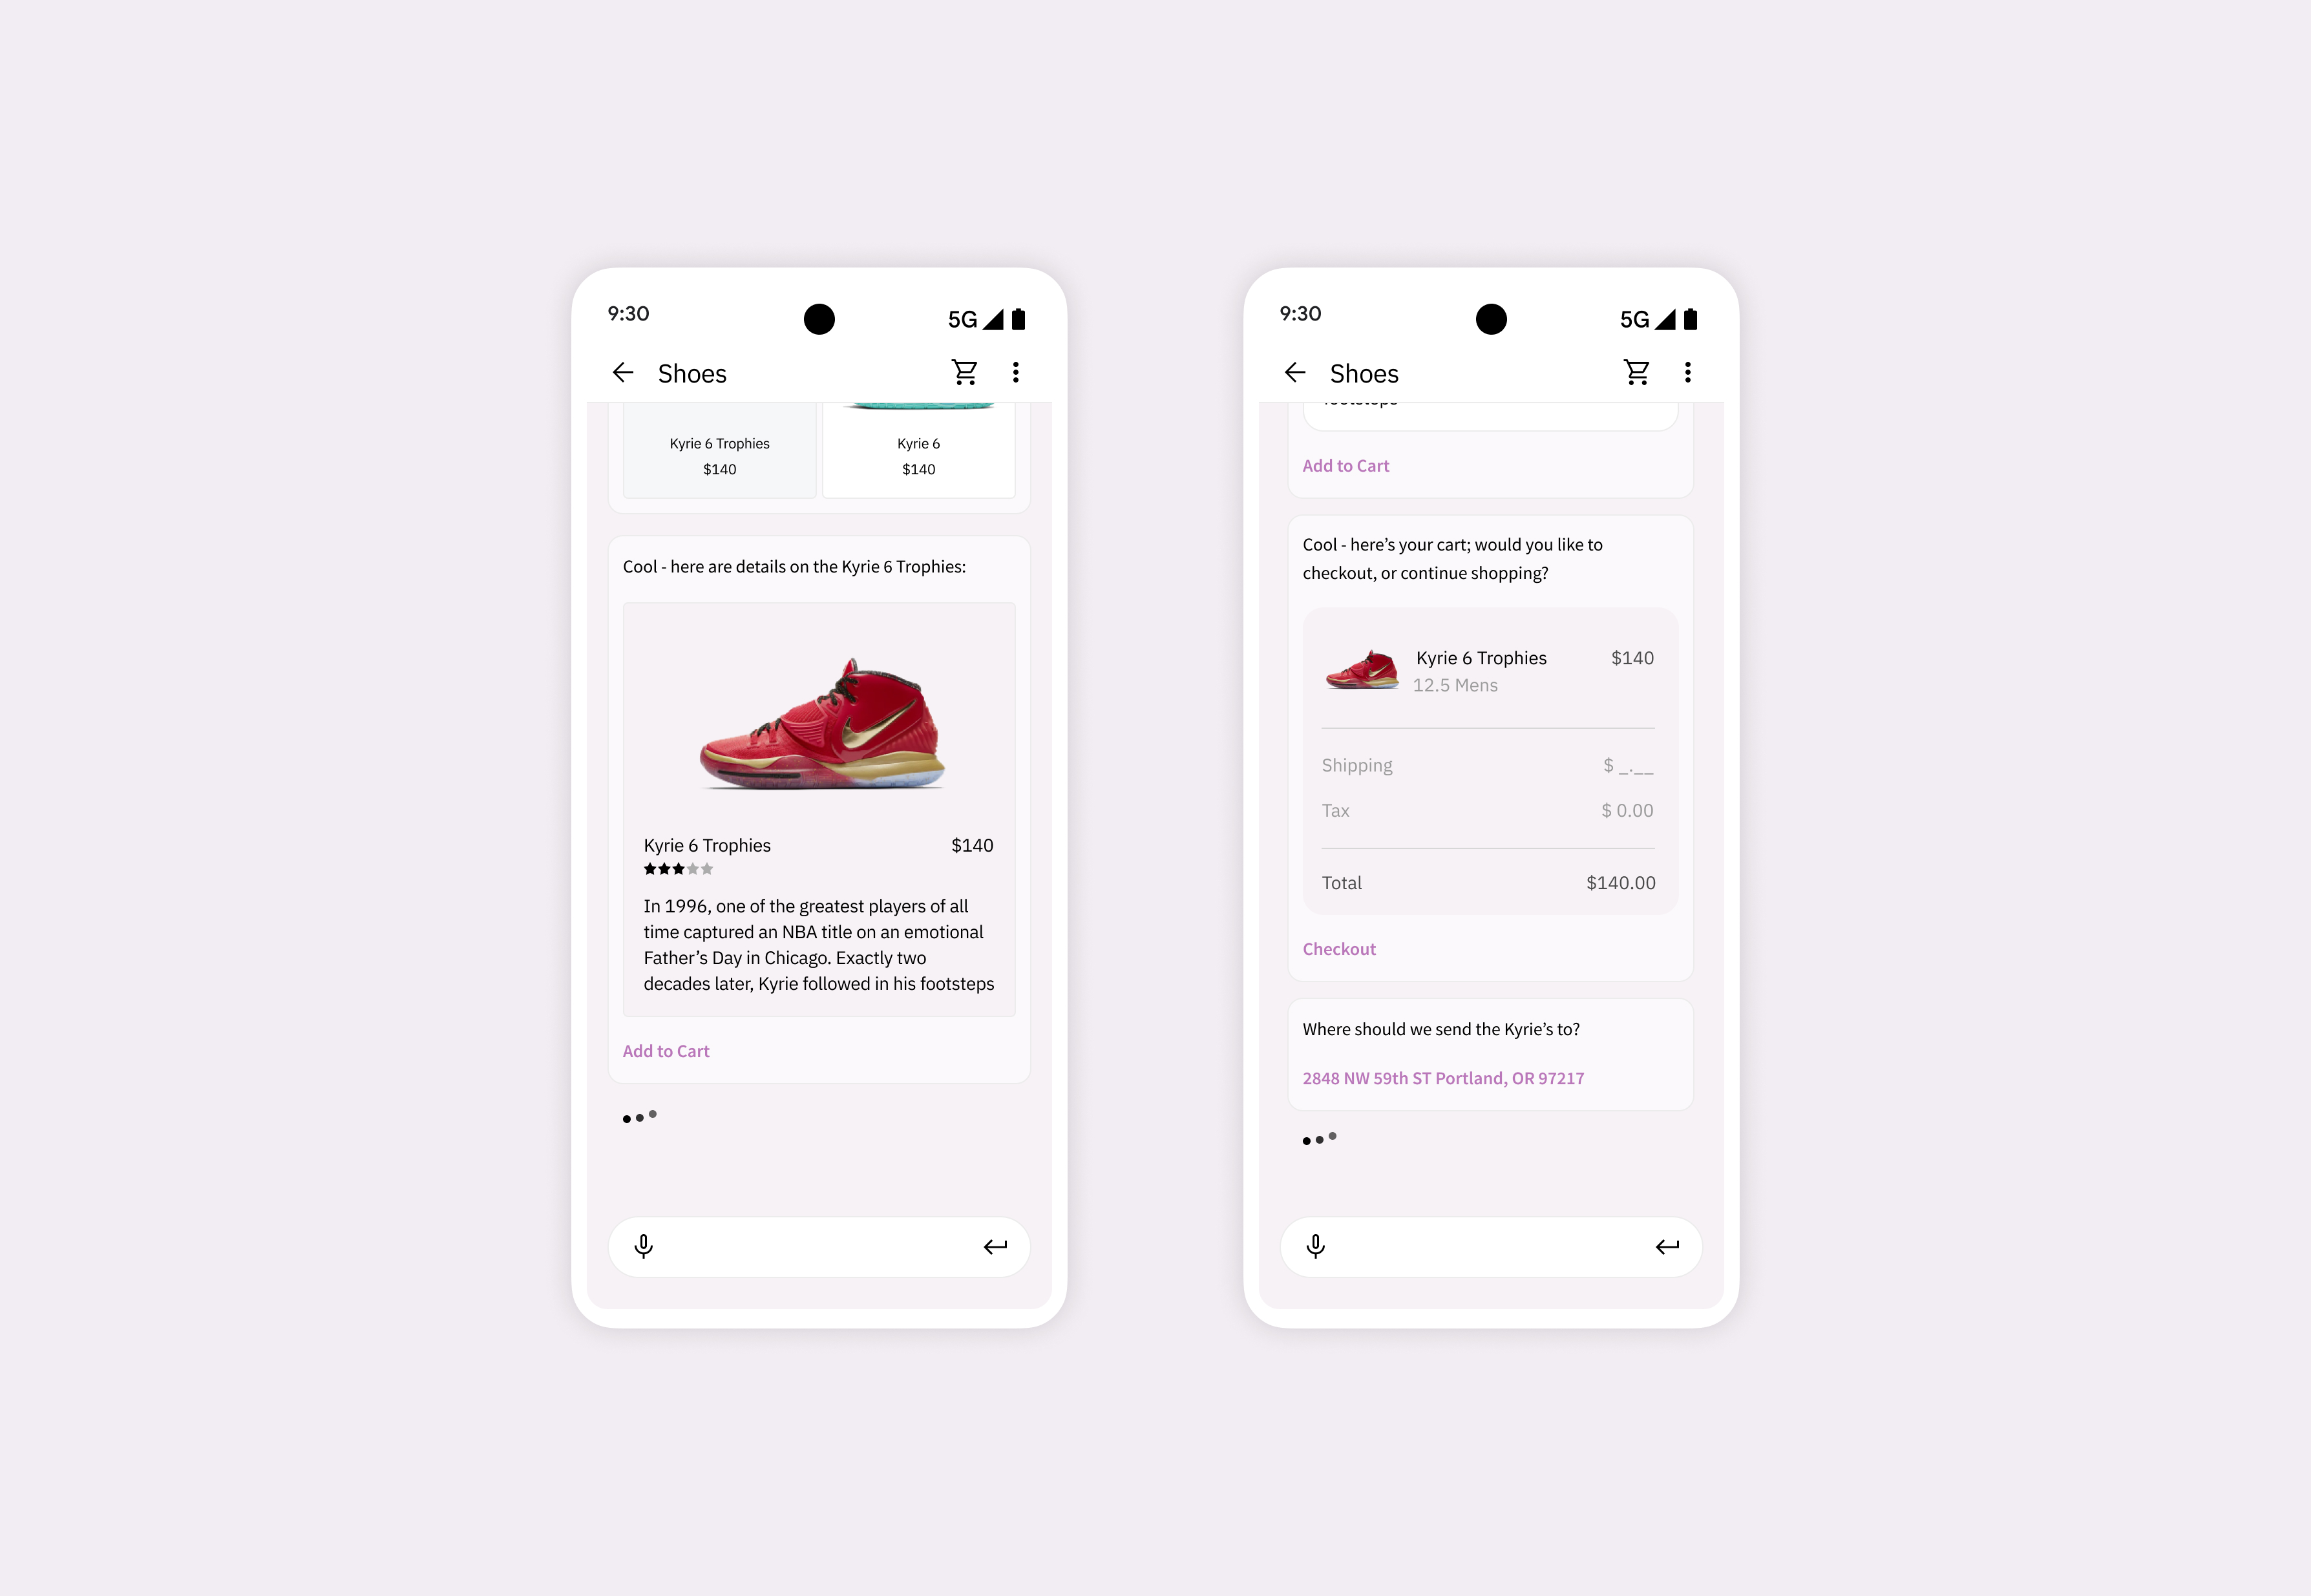 9:30
5G
Shoes
Kyrie 6 Trophies
$140
Kyrie 6
$140
Cool - here are details on the Kyrie 6 Trophies:
Kyrie 6 Trophies
$140
In 1996, one of the greatest players of all
time captured an NBA title on an emotional
Father’s Day in Chicago. Exactly two
decades later, Kyrie followed in his footsteps
Add to Cart
9:30
5G
Shoes
footsteps
Add to Cart
Cool - here’s your cart; would you like to
checkout, or continue shopping?
Kyrie 6 Trophies
$140
12.5 Mens
Shipping
$ _.__
Tax
$ 0.00
Total
$140.00
Checkout
Where should we send the Kyrie’s to?
2848 NW 59th ST Portland, OR 97217